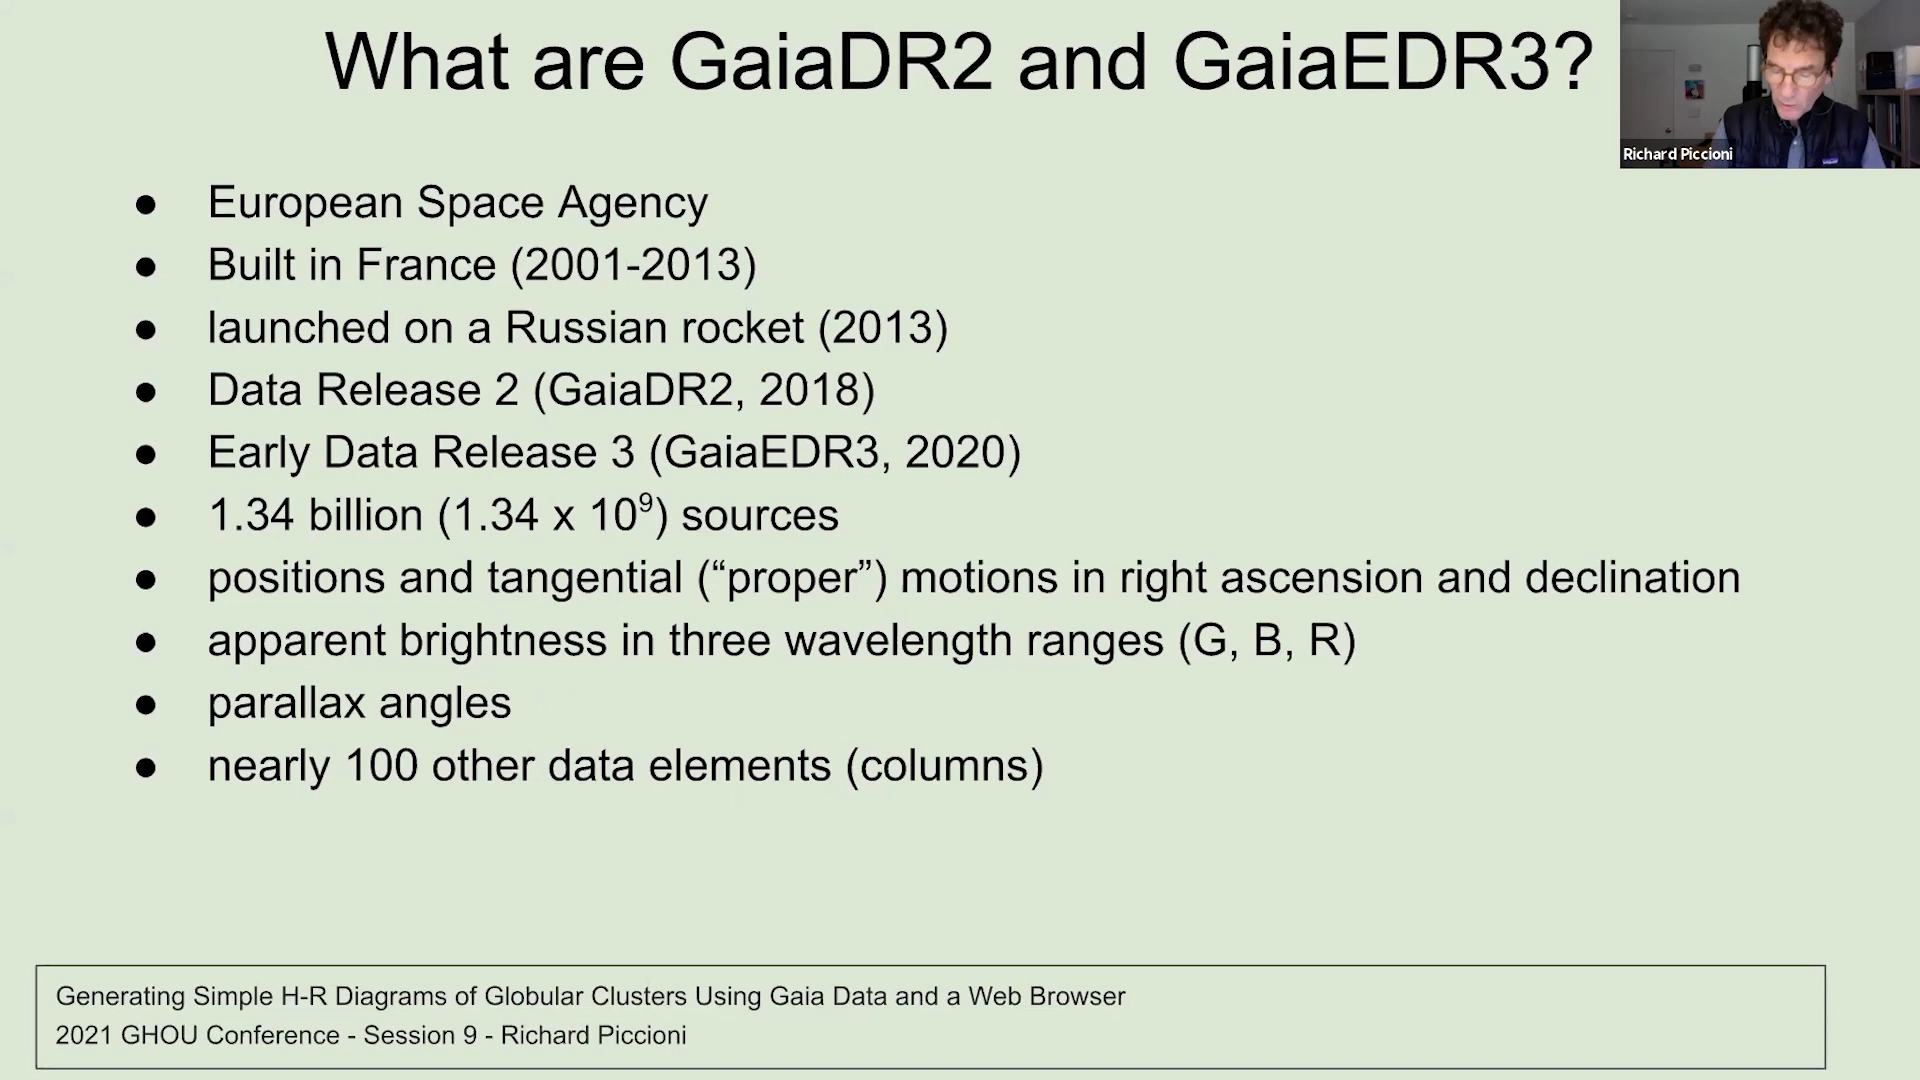 What are GaiaDR2 and GaiaEDR3?
Richard Piccioni
● European Space Agency
● Built in France (2001-2013)
● launched on a Russian rocket (2013)
● Data Release 2 (GaiaDR2, 2018)
● Early Data Release 3 (GaiaEDR3, 2020)
● 1.34 billion (1.34 x 10⁹) sources
● positions and tangential (“proper”) motions in right ascension and declination
● apparent brightness in three wavelength ranges (G, B, R)
● parallax angles
● nearly 100 other data elements (columns)
Generating Simple H-R Diagrams of Globular Clusters Using Gaia Data and a Web Browser
2021 GHOU Conference - Session 9 - Richard Piccioni